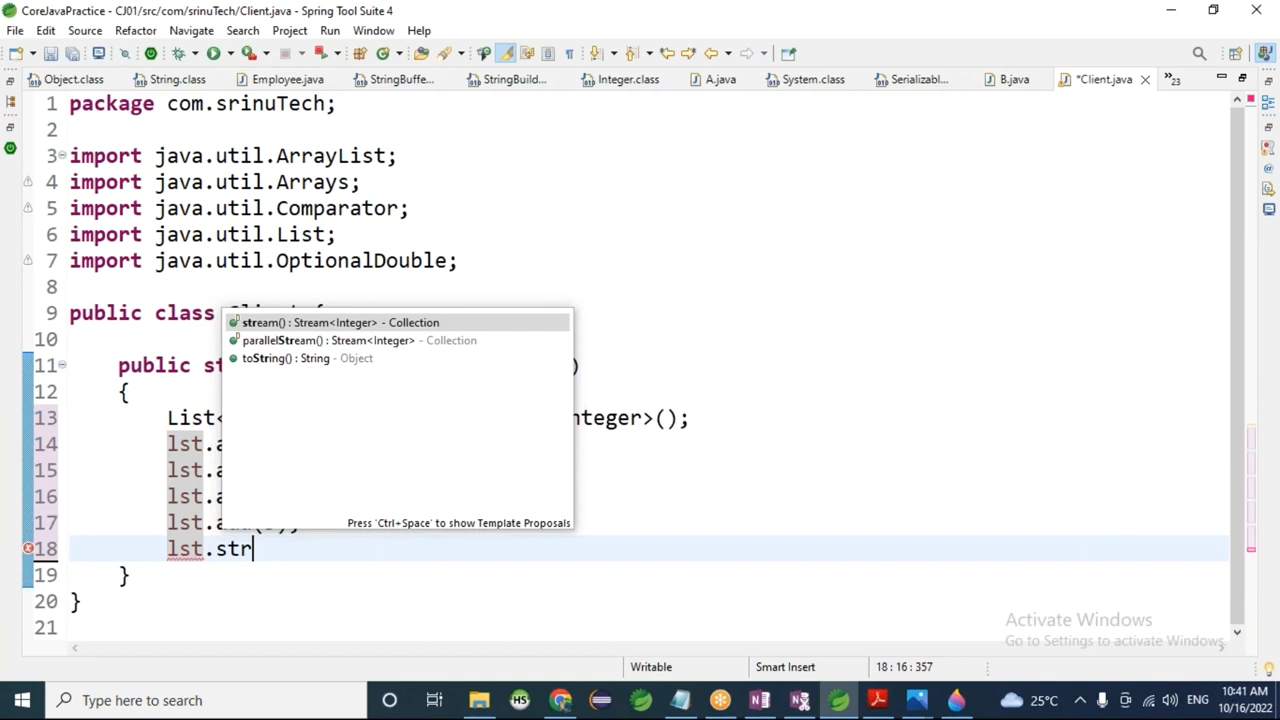 CoreJavaPractice - CJ01/src/com/srinuTech/Client.java - Spring Tool Suite 4
File Edit Source Refactor Navigate Search Project Run Window Help
Object.class String.class Employee.java StringBuffe... StringBuild... Integer.class A.java System.class Serializabl... B.java *Client.java »23
1 package com.srinuTech;
2
3 import java.util.ArrayList;
4 import java.util.Arrays;
5 import java.util.Comparator;
6 import java.util.List;
7 import java.util.OptionalDouble;
8
9 public class
stream() : Stream<Integer> - Collection
10
parallelStream() : Stream<Integer> - Collection
toString() : String - Object
11 public st )
12 {
13 List< nteger>();
14 lst.a
15 lst.a
16 lst.a
17 lst.
Press 'Ctrl+Space' to show Template Proposals
18 lst.str
19 }
20 }
21
Activate Windows
Go to Settings to activate Windows.
Writable Smart Insert 18 : 16 : 357
Type here to search HS 25°C ENG 10:41 AM
10/16/2022